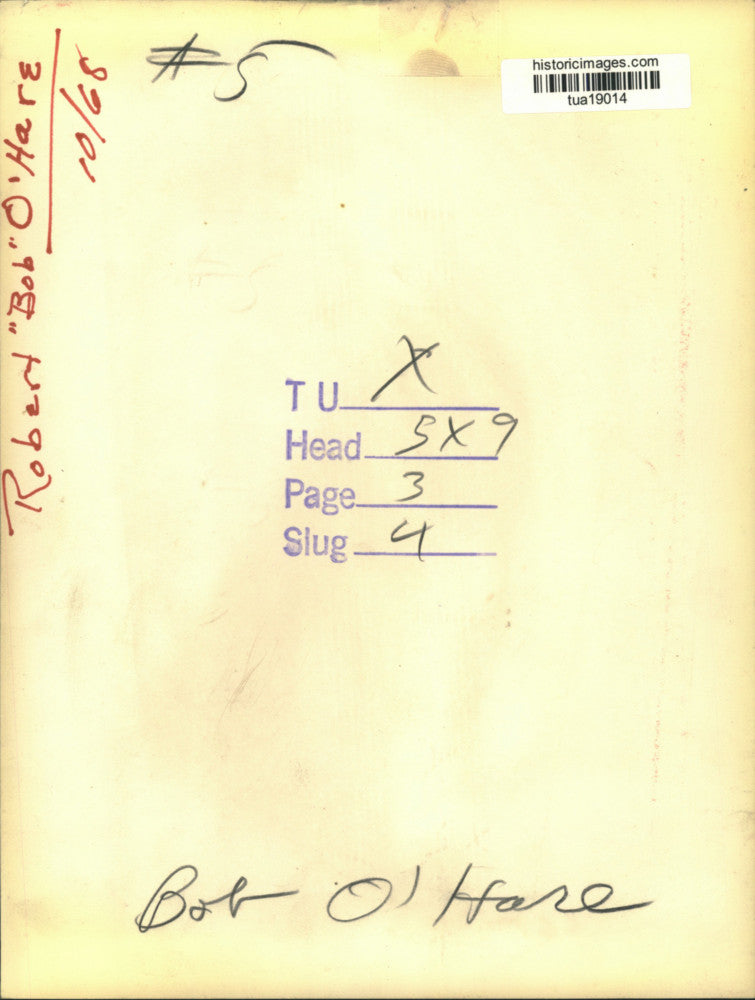 #5
historicimages.com
tua19014
Robert "Bob" O'Hare
10/68
TU X
Head 5X9
Page 3
Slug 4
Bob O'Hare